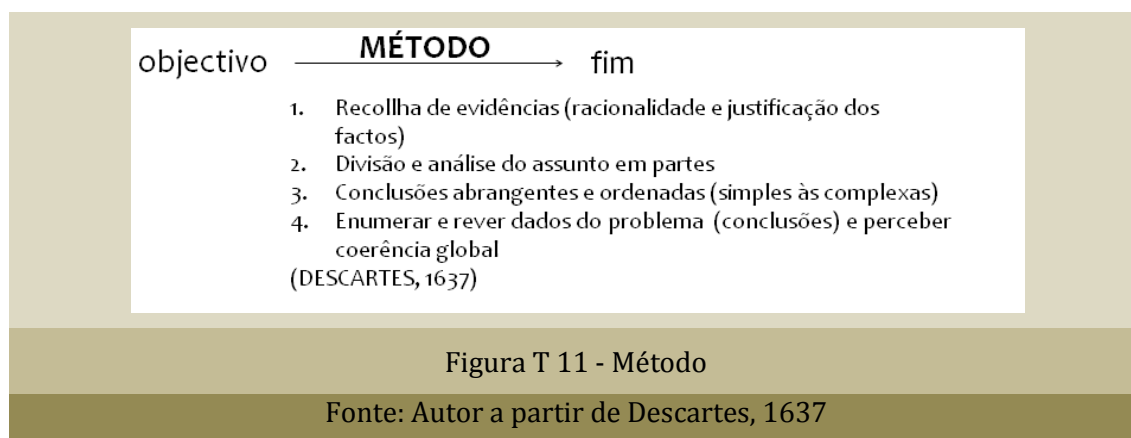 objectivo MÉTODO fim
1. Recollha de evidências (racionalidade e justificação dos
factos)
2. Divisão e análise do assunto em partes
3. Conclusões abrangentes e ordenadas (simples às complexas)
4. Enumerar e rever dados do problema (conclusões) e perceber
coerência global
(DESCARTES, 1637)
Figura T 11 - Método
Fonte: Autor a partir de Descartes, 1637